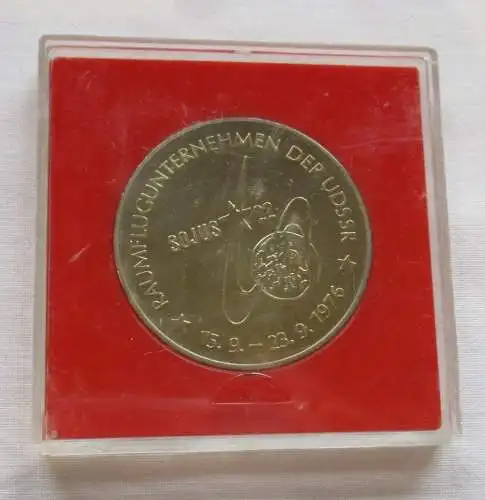 RAUMFLUGUNTERNEHMEN DER UDSSR
SOJUS 22
15.9. – 23.9.1976